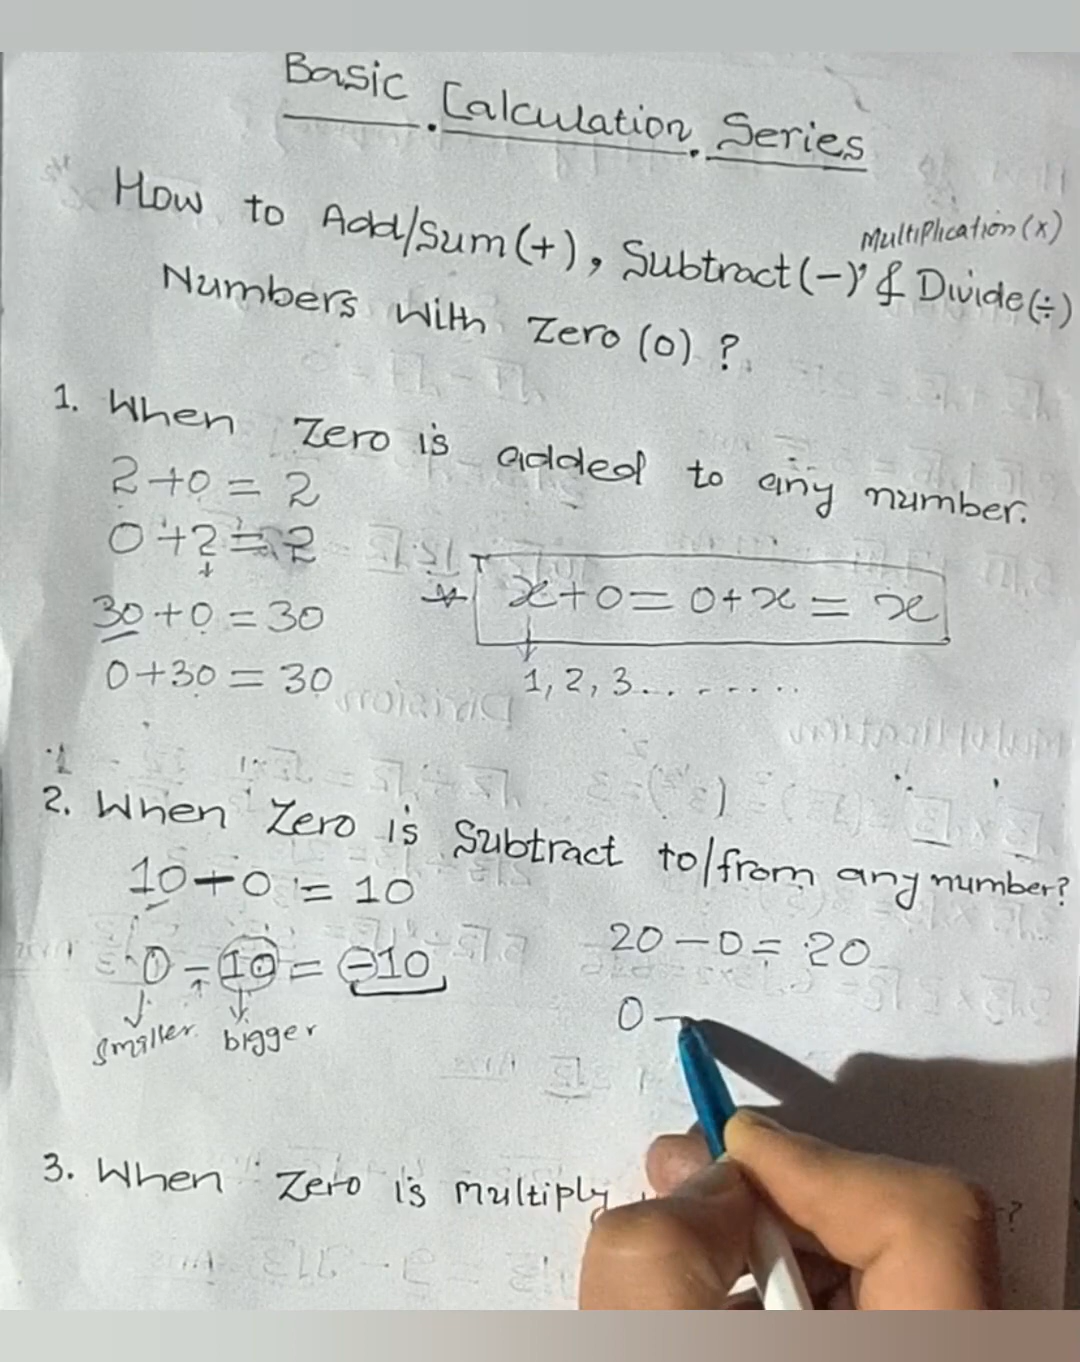 Basic Calculation Series
How to Add/Sum(+), Subtract(-), Multiplication(x) & Divide(÷)
Numbers with Zero (0) ?
1. When Zero is added to any number.
2+0 = 2
0+2 = 2
30+0 = 30
0+30 = 30
x+0=0+x = x
1, 2, 3........
2. When Zero is Subtract to/from any number?
10-0 = 10
0-10 = -10
smaller bigger
20-0 = 20
0-
3. When Zero is multiply